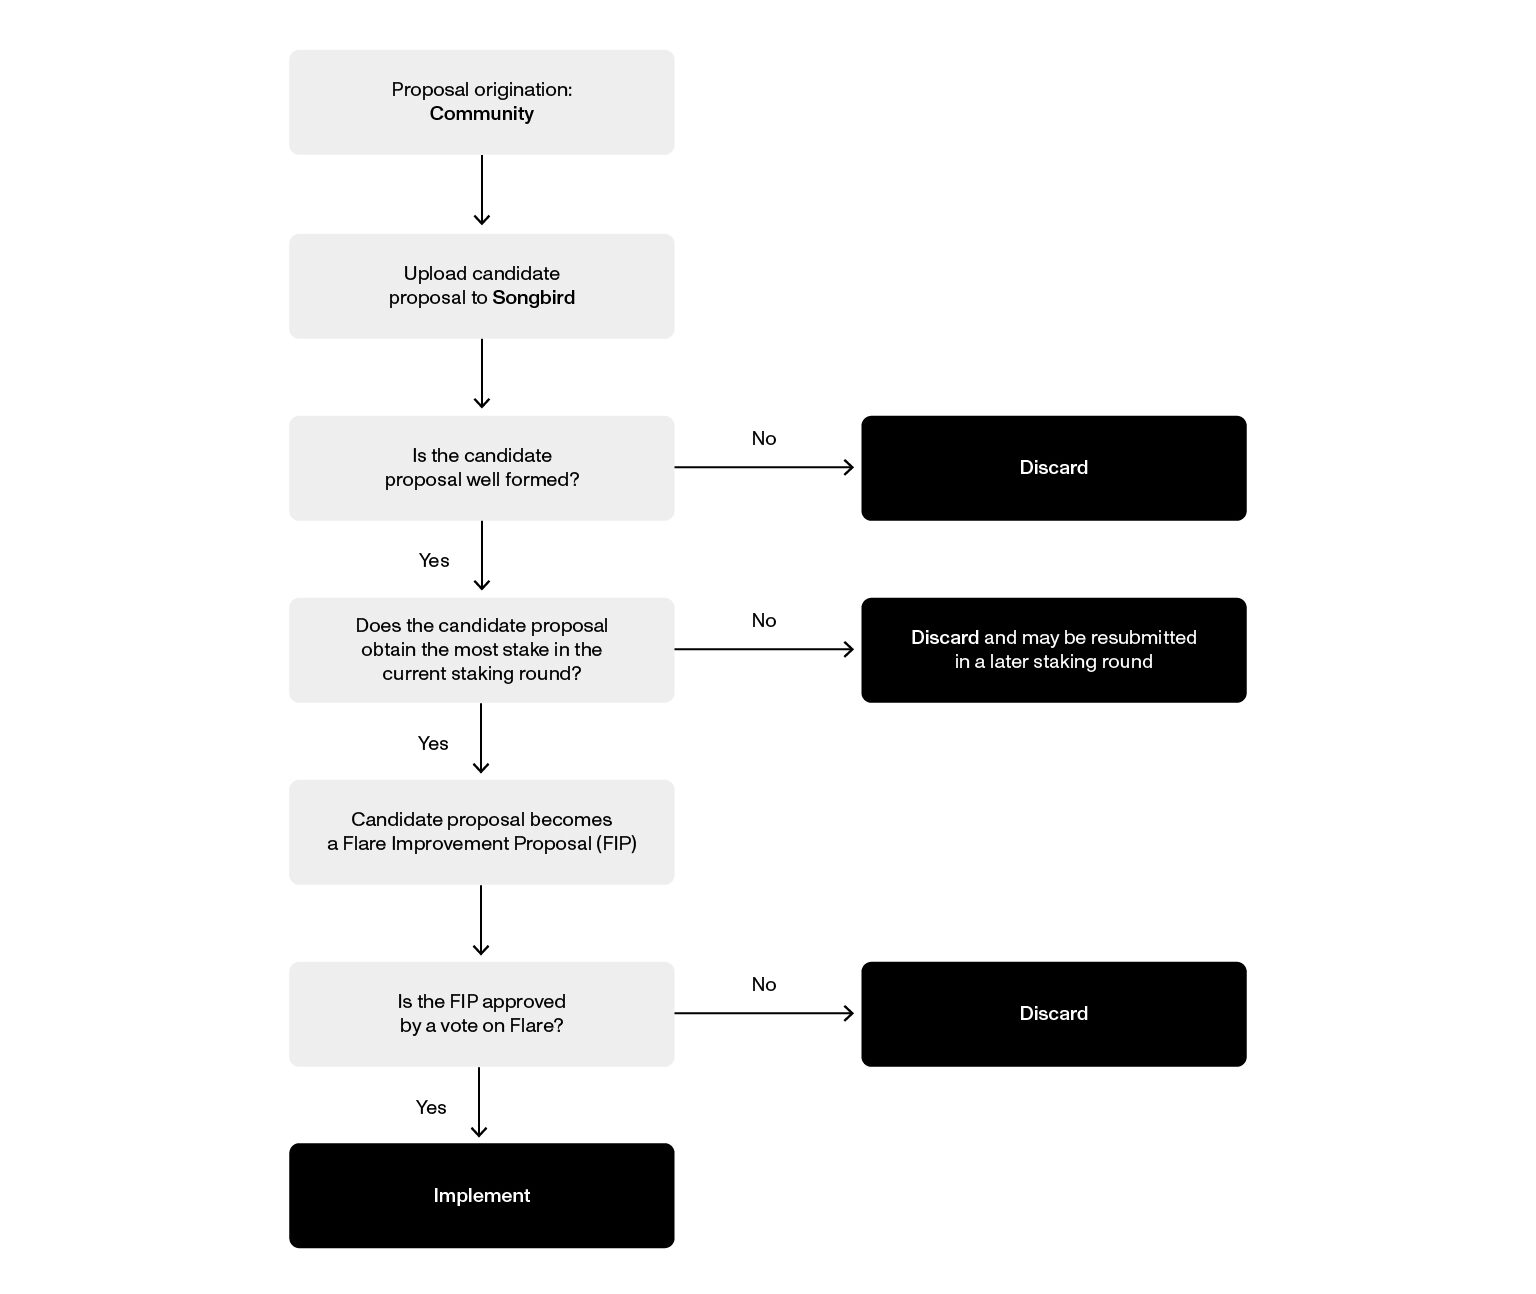 Proposal origination:
Community
Upload candidate
proposal to Songbird
Is the candidate
proposal well formed?
No
Discard
Yes
Does the candidate proposal
obtain the most stake in the
current staking round?
No
Discard and may be resubmitted
in a later staking round
Yes
Candidate proposal becomes
a Flare Improvement Proposal (FIP)
Is the FIP approved
by a vote on Flare?
No
Discard
Yes
Implement